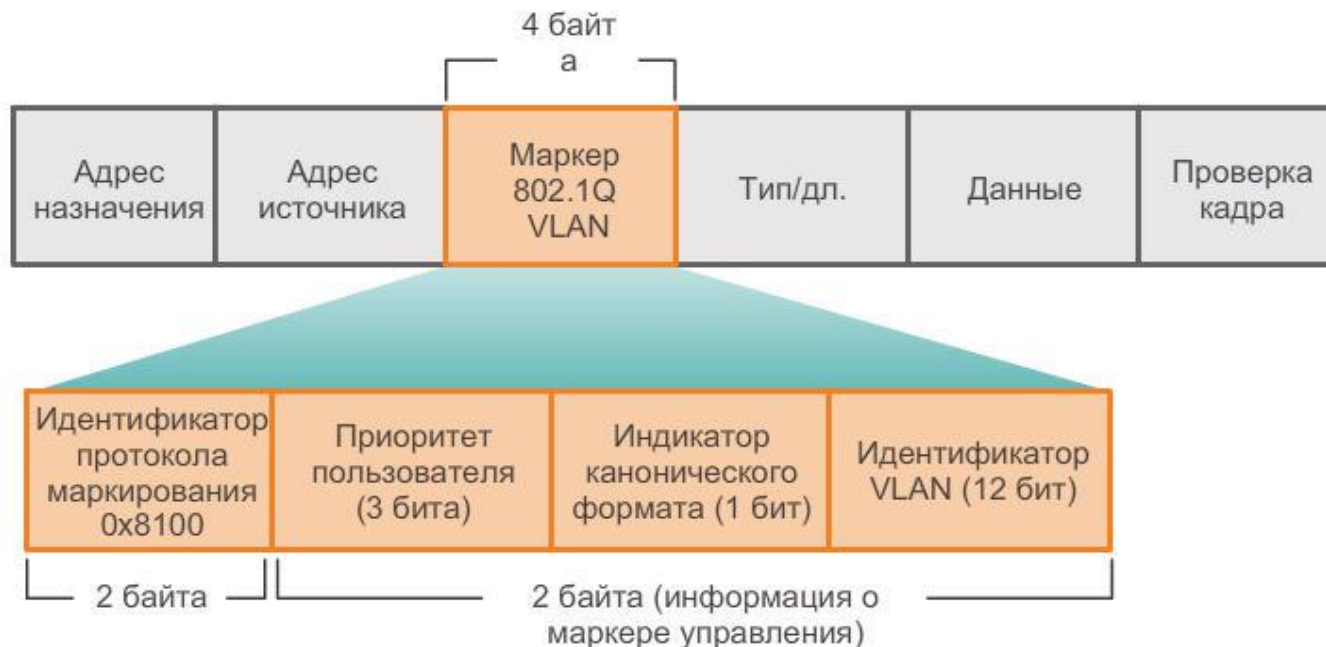 4 байт
а
Адрес
назначения
Адрес
источника
Маркер
802.1Q
VLAN
Тип/дл.
Данные
Проверка
кадра
Идентификатор
протокола
маркирования
0x8100
Приоритет
пользователя
(3 бита)
Индикатор
канонического
формата (1 бит)
Идентификатор
VLAN (12 бит)
2 байта
2 байта (информация о
маркере управления)